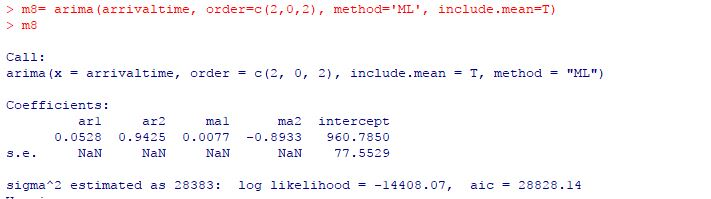 > m8= arima(arrivaltime, order=c(2,0,2), method='ML', include.mean=T)
> m8
Call:
arima(x = arrivaltime, order = c(2, 0, 2), include.mean = T, method = "ML")
Coefficients:
ar1 ar2 ma1 ma2 intercept
0.0528 0.9425 0.0077 -0.8933 960.7850
s.e. NaN NaN NaN NaN 77.5529
sigma^2 estimated as 28383: log likelihood = -14408.07, aic = 28828.14